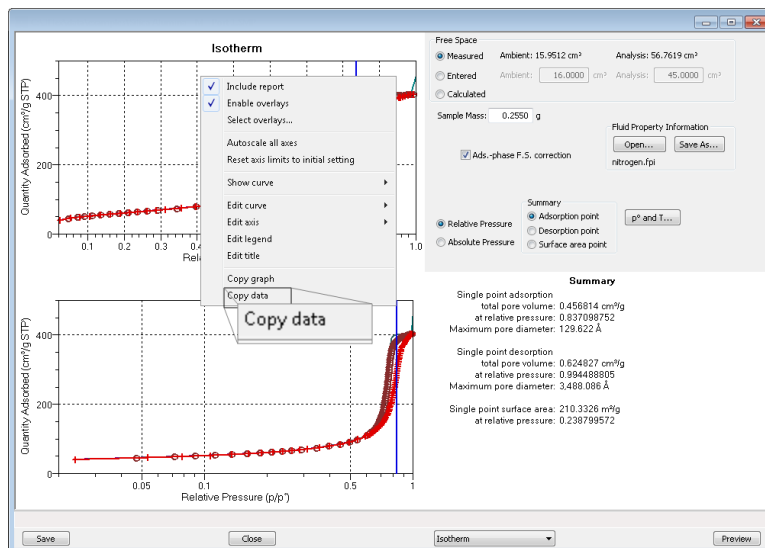 Isotherm
Quantity Adsorbed (cm³/g STP)
400
200
0
0.1
0.2
0.3
0.4
1.0
Rel
Include report
Enable overlays
Select overlays...
Autoscale all axes
Reset axis limits to initial setting
Show curve
Edit curve
Edit axis
Edit legend
Edit title
Copy graph
Copy data
Copy data
Quantity Adsorbed (cm³/g STP)
400
200
0
0.05
0.1
0.5
1
Relative Pressure (p/p°)
Free Space
Measured Ambient: 15.9512 cm³ Analysis: 56.7619 cm³
Entered Ambient: 16.0000 cm³ Analysis: 45.0000 cm³
Calculated
Sample Mass: 0.2550 g
Ads.-phase F.S. correction
Fluid Property Information
Open... Save As...
nitrogen.fpi
Relative Pressure
Absolute Pressure
Summary
Adsorption point
Desorption point
Surface area point
p° and T...
Summary
Single point adsorption
total pore volume: 0.456814 cm³/g
at relative pressure: 0.837098752
Maximum pore diameter: 129.622 Å
Single point desorption
total pore volume: 0.624827 cm³/g
at relative pressure: 0.994488805
Maximum pore diameter: 3,488.086 Å
Single point surface area: 210.3326 m²/g
at relative pressure: 0.238799572
Save Close Isotherm Preview